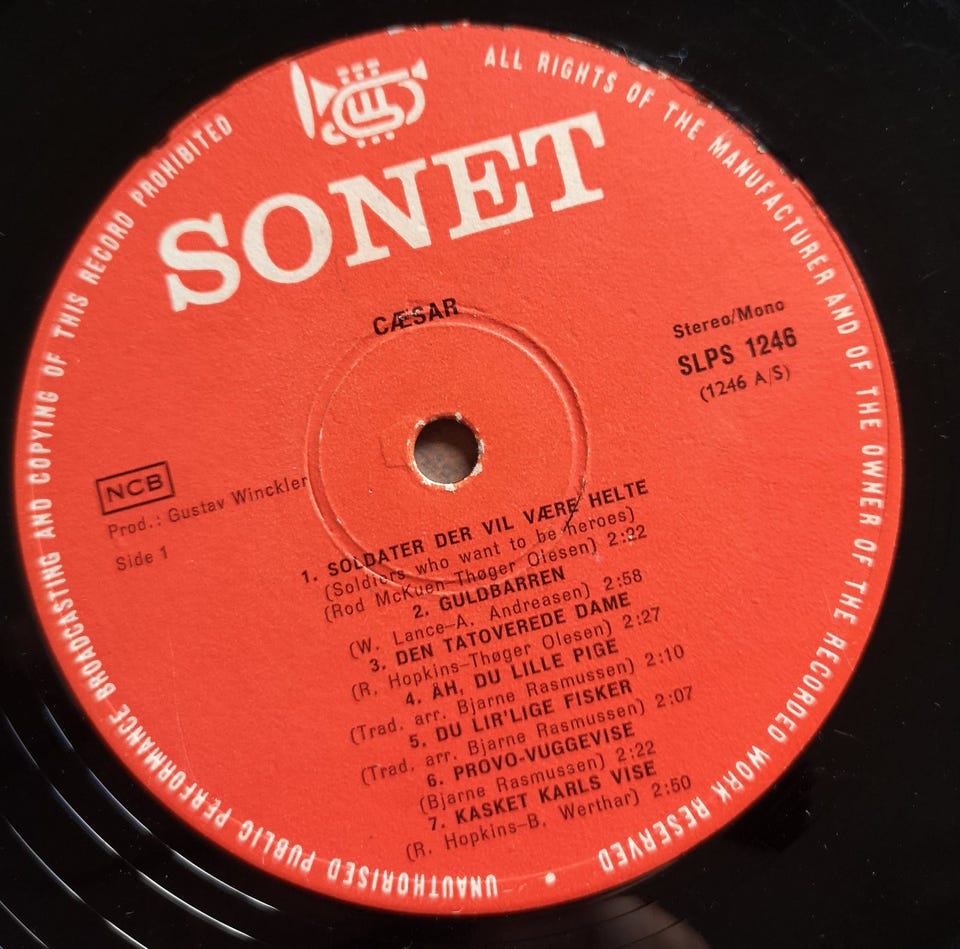 UNAUTHORISED PUBLIC PERFORMANCE BROADCASTING AND COPYING OF THIS RECORD PROHIBITED
ALL RIGHTS OF THE MANUFACTURER AND OF THE OWNER OF THE RECORDED WORK RESERVED •
SONET
CÆSAR
Stereo/Mono
SLPS 1246
(1246 A/S)
NCB
Prod.: Gustav Winckler
Side 1
1. SOLDATER DER VIL VÆRE HELTE
(Soldiers who want to be heroes)
(Rod McKuen–Thøger Olesen) 2:22
2. GULDBARREN
(W. Lance–A. Andreasen) 2:58
3. DEN TATOVEREDE DAME
(R. Hopkins–Thøger Olesen) 2:27
4. ÅH, DU LILLE PIGE
(Trad. arr. Bjarne Rasmussen) 2:10
5. DU LIR'LIGE FISKER
(Trad. arr. Bjarne Rasmussen) 2:07
6. PROVO-VUGGEVISE
(Bjarne Rasmussen) 2:22
7. KASKET KARLS VISE
(R. Hopkins–B. Werthar) 2:50